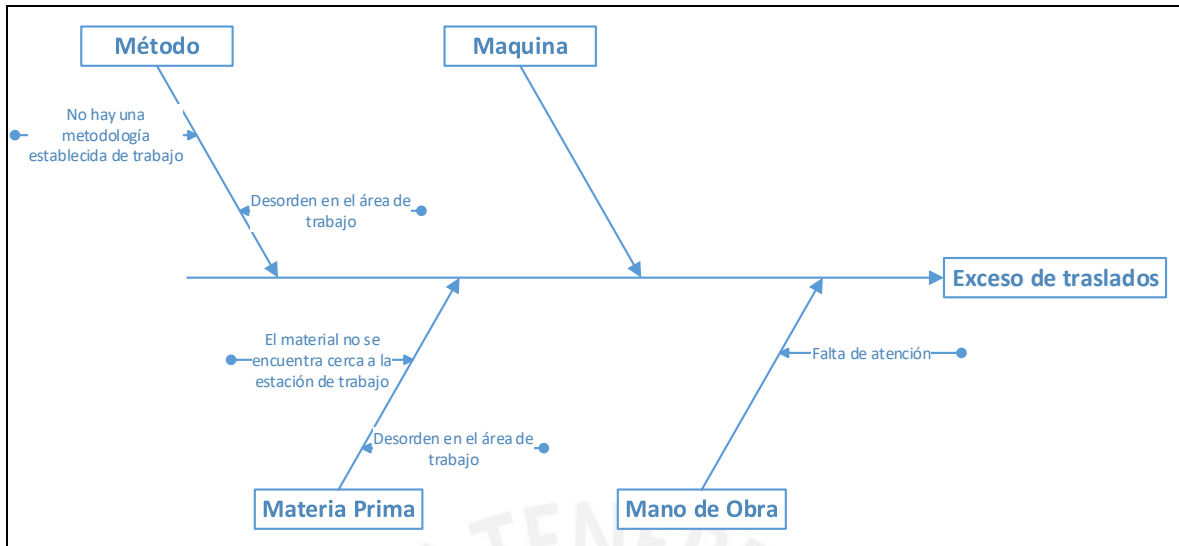 Método
Maquina
No hay una
metodología
establecida de trabajo
Desorden en el área de
trabajo
Exceso de traslados
El material no se
encuentra cerca a la
estación de trabajo
Falta de atención
Desorden en el área de
trabajo
Materia Prima
Mano de Obra
TENEB